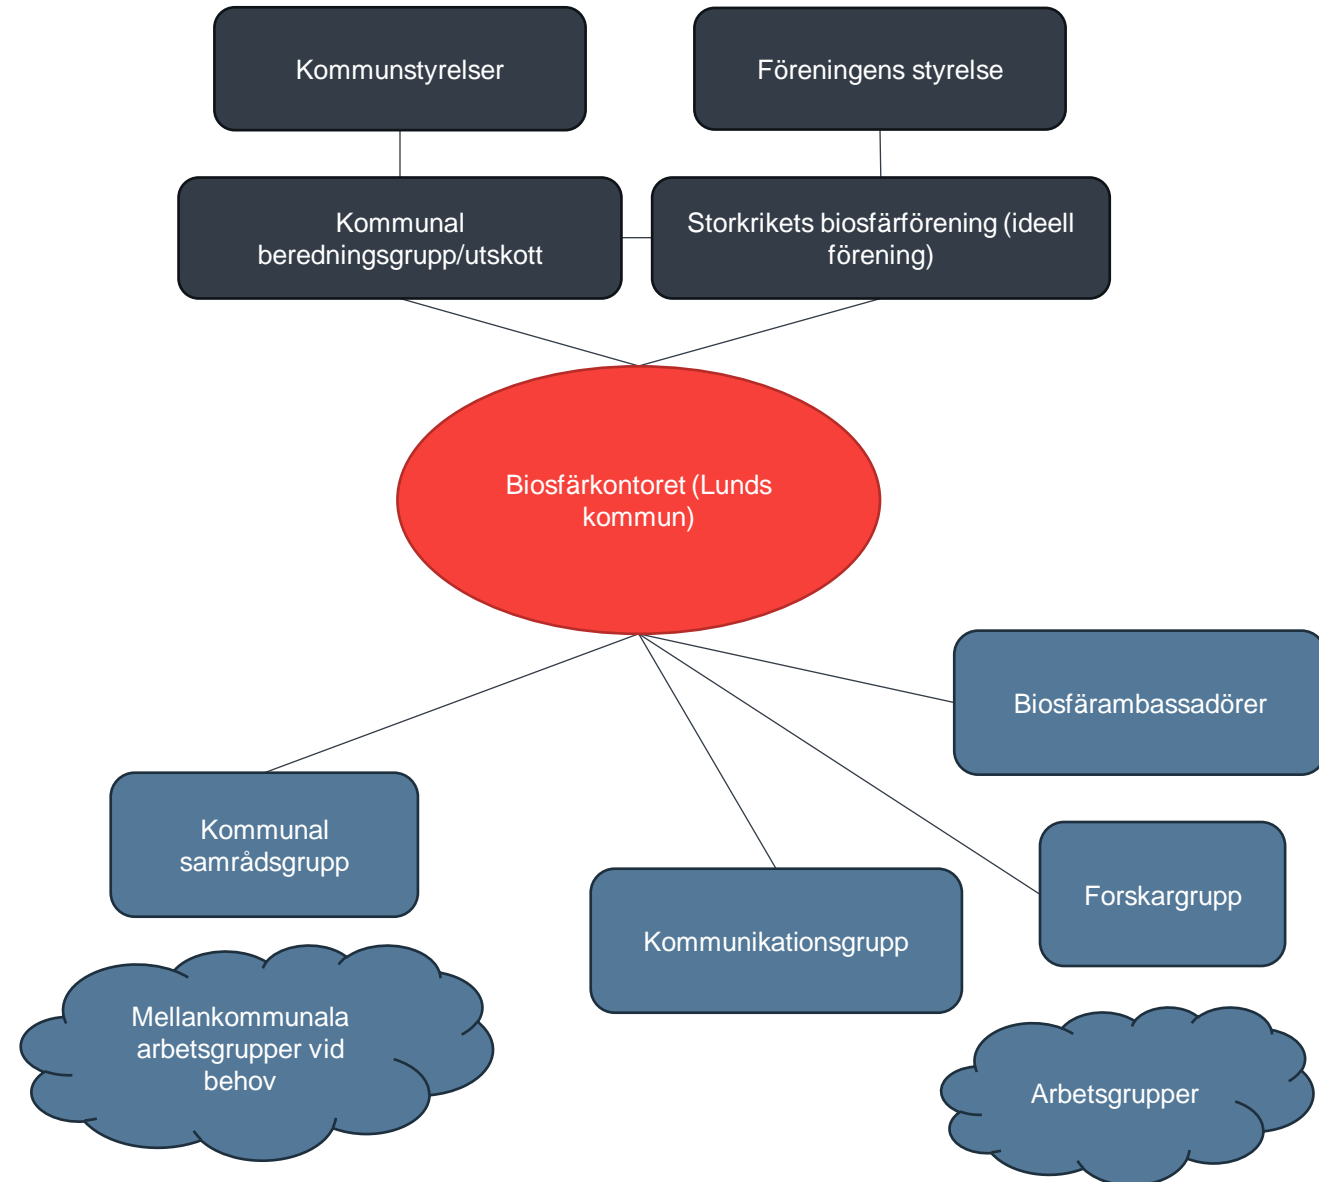 Kommunstyrelser
Föreningens styrelse
Kommunal
beredningsgrupp/utskott
Storkrikets biosfärförening (ideell
förening)
Biosfärkontoret (Lunds
kommun)
Biosfärambassadörer
Kommunal
samrådsgrupp
Kommunikationsgrupp
Forskargrupp
Mellankommunala
arbetsgrupper vid
behov
Arbetsgrupper